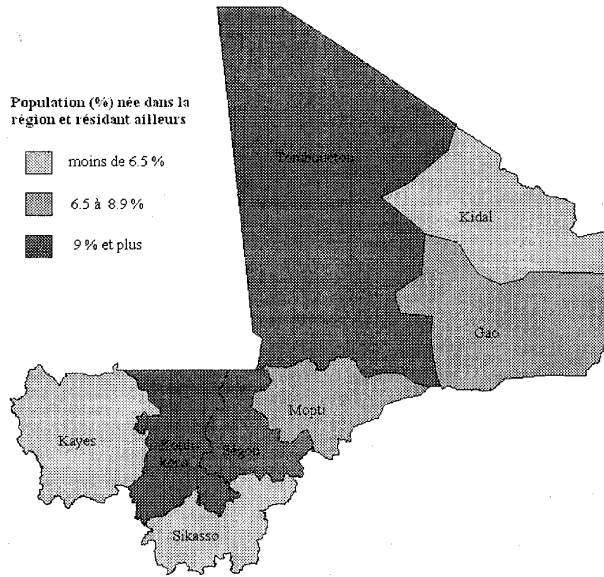 Population (%) née dans la
région et résidant ailleurs
moins de 6.5 %
6.5 à 8.9 %
9 % et plus
Tombouctou
Kidal
Gao
Mopti
Kayes
Ségou
Sikasso